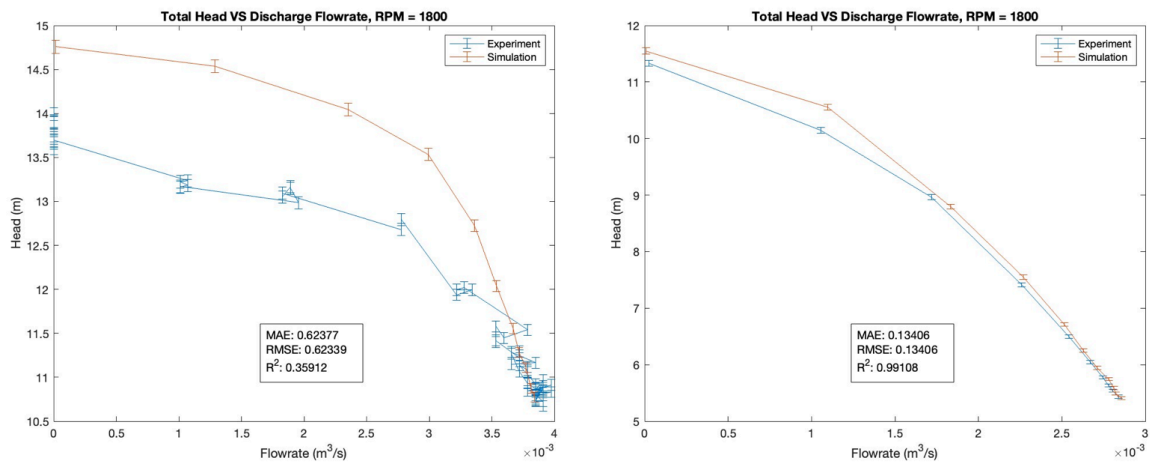 Total Head VS Discharge Flowrate, RPM = 1800
15
14.5
14
13.5
13
12.5
12
11.5
11
10.5
Head (m)
Experiment
Simulation
MAE: 0.62377
RMSE: 0.62339
R²: 0.35912
0 0.5 1 1.5 2 2.5 3 3.5 4
Flowrate (m³/s)
×10⁻³
Total Head VS Discharge Flowrate, RPM = 1800
12
11
10
9
8
7
6
5
Head (m)
Experiment
Simulation
MAE: 0.13406
RMSE: 0.13406
R²: 0.99108
0 0.5 1 1.5 2 2.5 3
Flowrate (m³/s)
×10⁻³